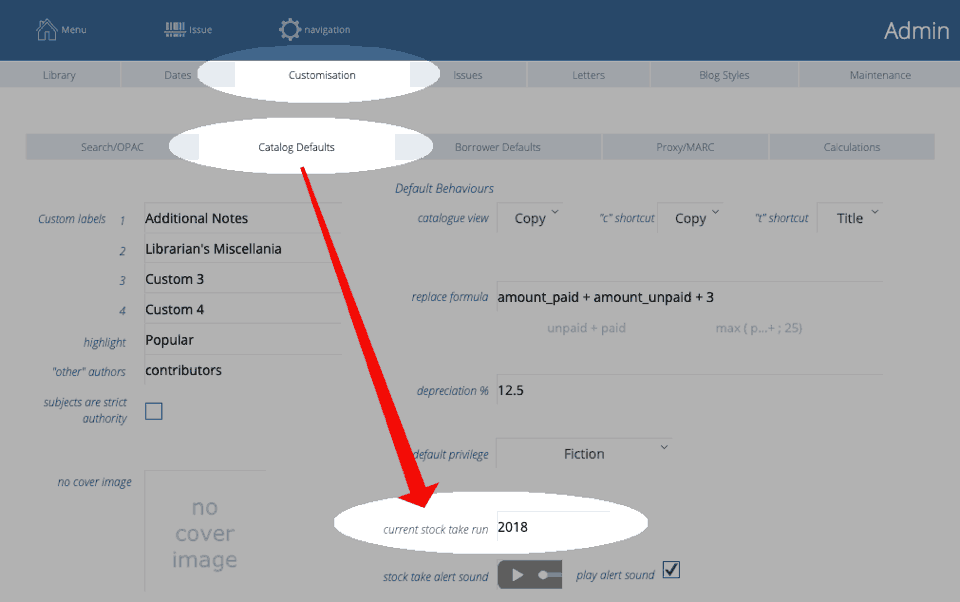 Menu Issue navigation Admin
Library Dates Customisation Issues Letters Blog Styles Maintenance
Search/OPAC Catalog Defaults Borrower Defaults Proxy/MARC Calculations
Default Behaviours
Custom labels 1 Additional Notes catalogue view Copy "c" shortcut Copy "t" shortcut Title
2 Librarian's Miscellania
3 Custom 3 replace formula amount_paid + amount_unpaid + 3
4 Custom 4 unpaid + paid max ( p...+ ; 25)
highlight Popular
"other" authors contributors depreciation % 12.5
subjects are strict
authority
default privilege Fiction
no cover image no
cover
image
current stock take run 2018
stock take alert sound play alert sound